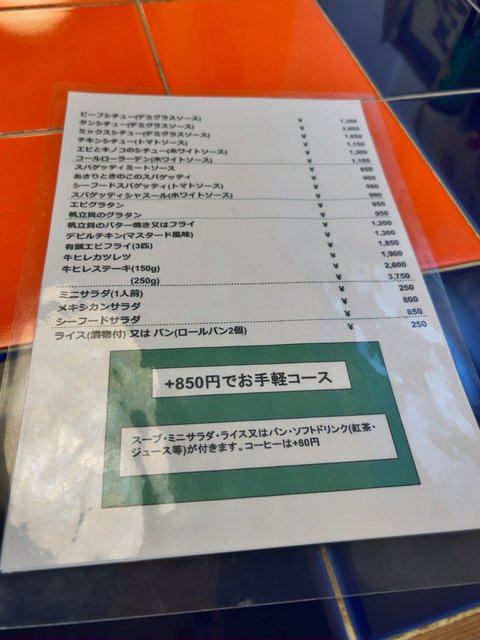 ビーフシチュー(デミグラスソース) ¥
タンシチュー(デミグラスソース) ¥ 2,000
ミックスシチュー(デミグラスソース) ¥
チキンシチュー(トマトソース) ¥ 1,150
エビとキノコのシチュー(ホワイトソース) ¥
コールローラーデン(ホワイトソース) ¥ 1,100
スパゲッティミートソース ¥ 850
あさりときのこのスパゲッティ ¥ 900
シーフードスパゲッティ(トマトソース) ¥ 950
スパゲッティシャスール(ホワイトソース) ¥ 950
エビグラタン ¥ 950
帆立貝のグラタン ¥ 950
帆立貝のバター焼き又はフライ ¥ 1,200
デビルチキン(マスタード風味) ¥ 1,300
有頭エビフライ(3匹) ¥ 1,850
牛ヒレカツレツ ¥ 1,900
牛ヒレステーキ(150g) ¥ 2,600
(250g) ¥ 3,750
ミニサラダ(1人前) ¥ 250
メキシカンサラダ ¥ 800
シーフードサラダ ¥ 850
ライス(漬物付) 又は パン(ロールパン2個) ¥ 250
+850円でお手軽コース
スープ・ミニサラダ・ライス又はパン・ソフトドリンク(紅茶・
ジュース等)が付きます。コーヒーは+80円